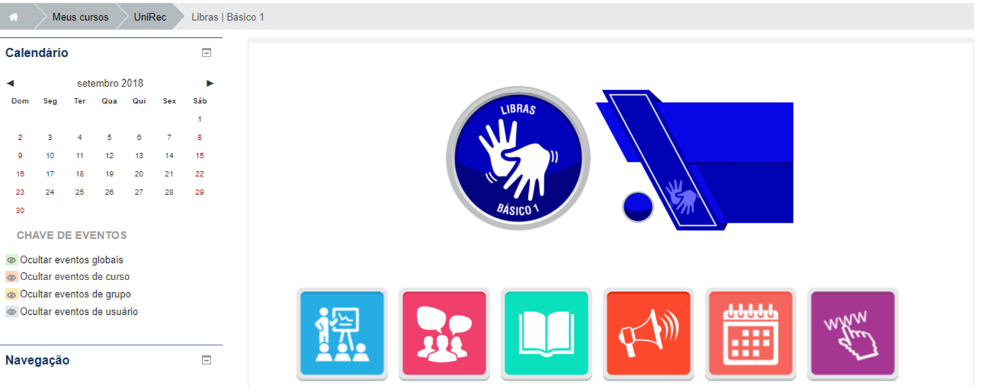 Meus cursos UniRec Libras | Básico 1
Calendário
◄ setembro 2018 ►
Dom Seg Ter Qua Qui Sex Sáb
1
2 3 4 5 6 7 8
9 10 11 12 13 14 15
16 17 18 19 20 21 22
23 24 25 26 27 28 29
30
CHAVE DE EVENTOS
Ocultar eventos globais
Ocultar eventos de curso
Ocultar eventos de grupo
Ocultar eventos de usuário
Navegação
LIBRAS
BÁSICO 1
WWW